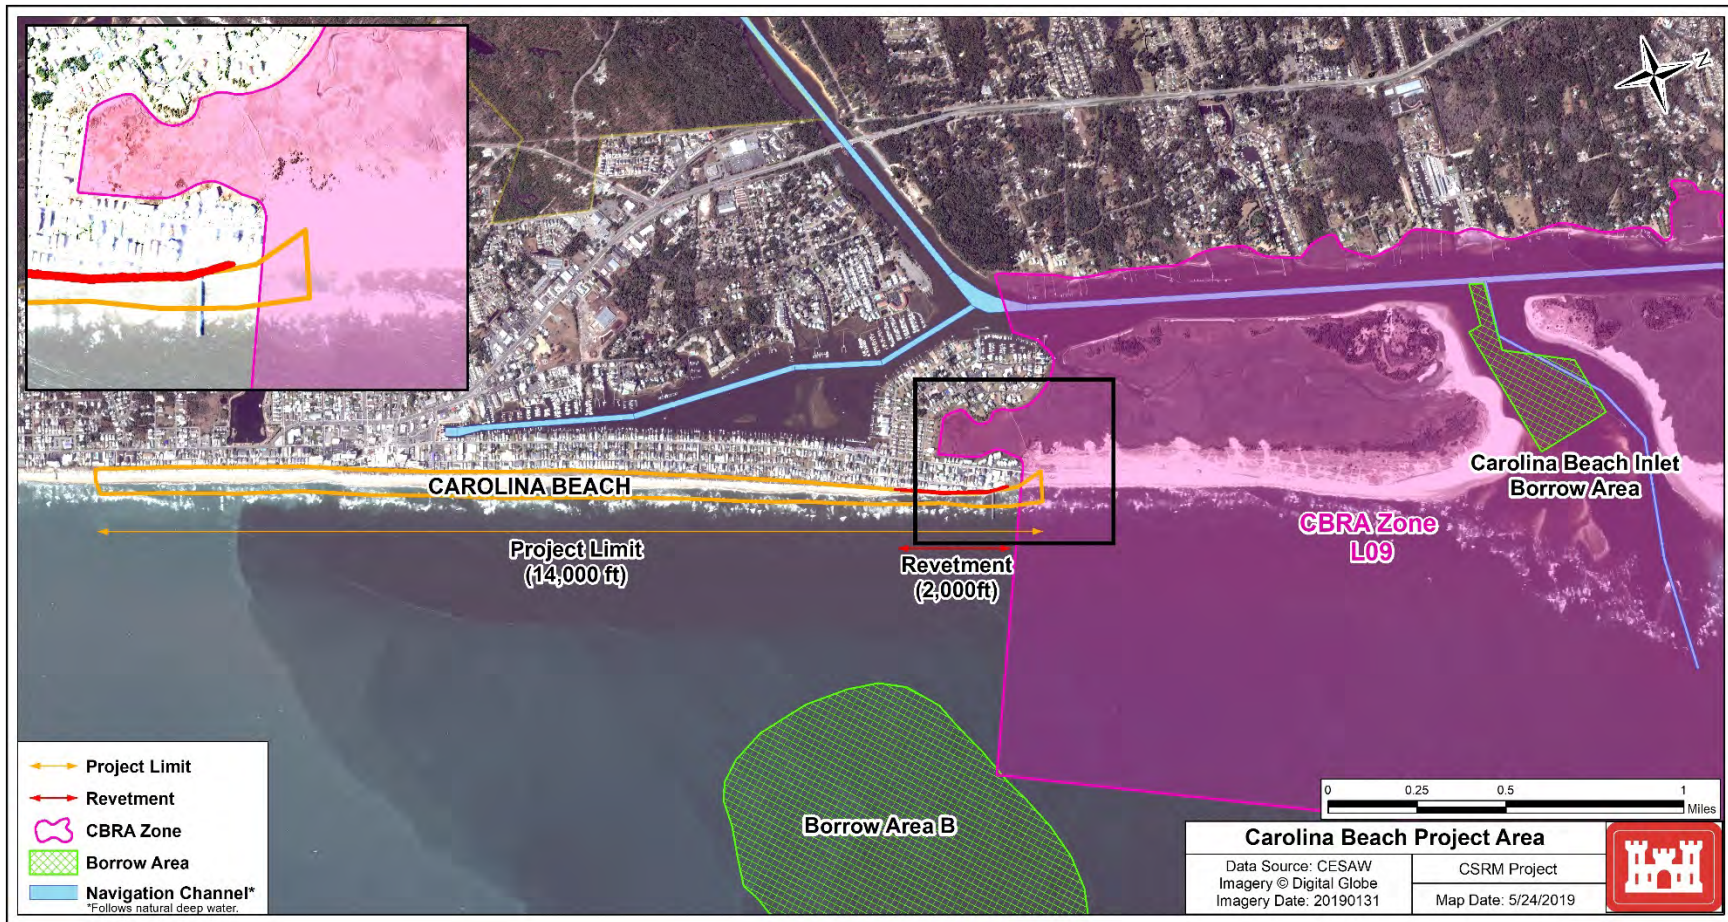 N
CAROLINA BEACH
Project Limit
(14,000 ft)
Revetment
(2,000ft)
Carolina Beach Inlet
Borrow Area
CBRA Zone
L09
Borrow Area B
Project Limit
Revetment
CBRA Zone
Borrow Area
Navigation Channel*
*Follows natural deep water.
0 0.25 0.5 1
Miles
Carolina Beach Project Area
Data Source: CESAW
Imagery © Digital Globe
Imagery Date: 20190131
CSRM Project
Map Date: 5/24/2019